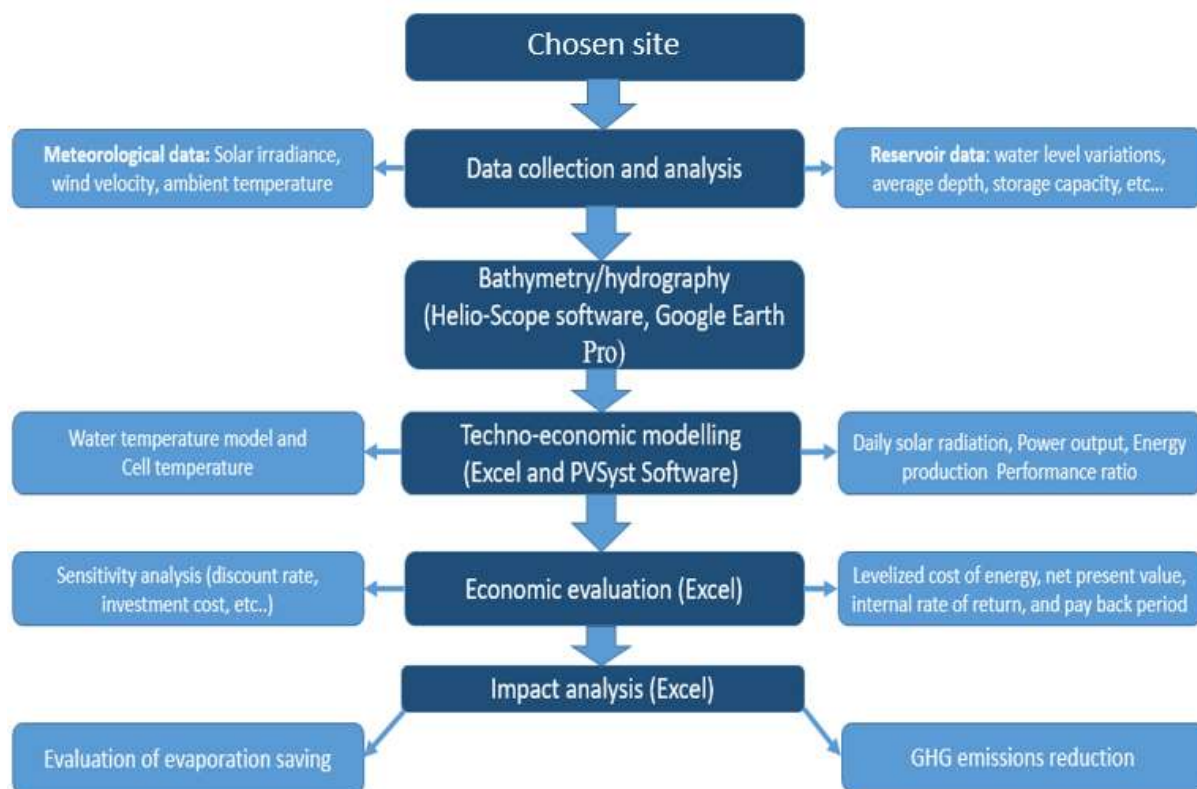 Chosen site
Meteorological data: Solar irradiance,
wind velocity, ambient temperature
Data collection and analysis
Reservoir data: water level variations,
average depth, storage capacity, etc...
Bathymetry/hydrography
(Helio-Scope software, Google Earth
Pro)
Water temperature model and
Cell temperature
Techno-economic modelling
(Excel and PVSyst Software)
Daily solar radiation, Power output, Energy
production Performance ratio
Sensitivity analysis (discount rate,
investment cost, etc..)
Economic evaluation (Excel)
Levelized cost of energy, net present value,
internal rate of return, and pay back period
Impact analysis (Excel)
Evaluation of evaporation saving
GHG emissions reduction